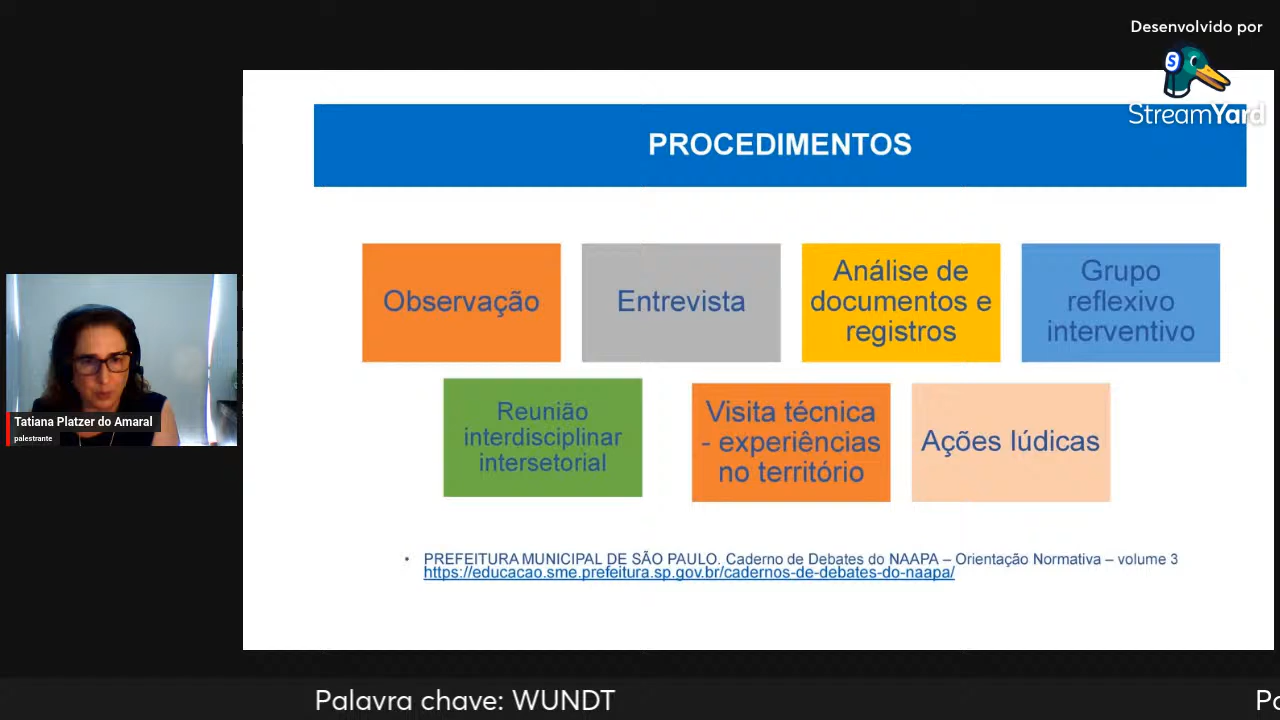 Desenvolvido por
S
StreamYard
PROCEDIMENTOS
Observação
Entrevista
Análise de
documentos e
registros
Grupo
reflexivo
interventivo
Reunião
interdisciplinar
intersetorial
Visita técnica
- experiências
no território
Ações lúdicas
Tatiana Platzer do Amaral
palestrante
• PREFEITURA MUNICIPAL DE SÃO PAULO. Caderno de Debates do NAAPA – Orientação Normativa – volume 3
https://educacao.sme.prefeitura.sp.gov.br/cadernos-de-debates-do-naapa/
Palavra chave: WUNDT